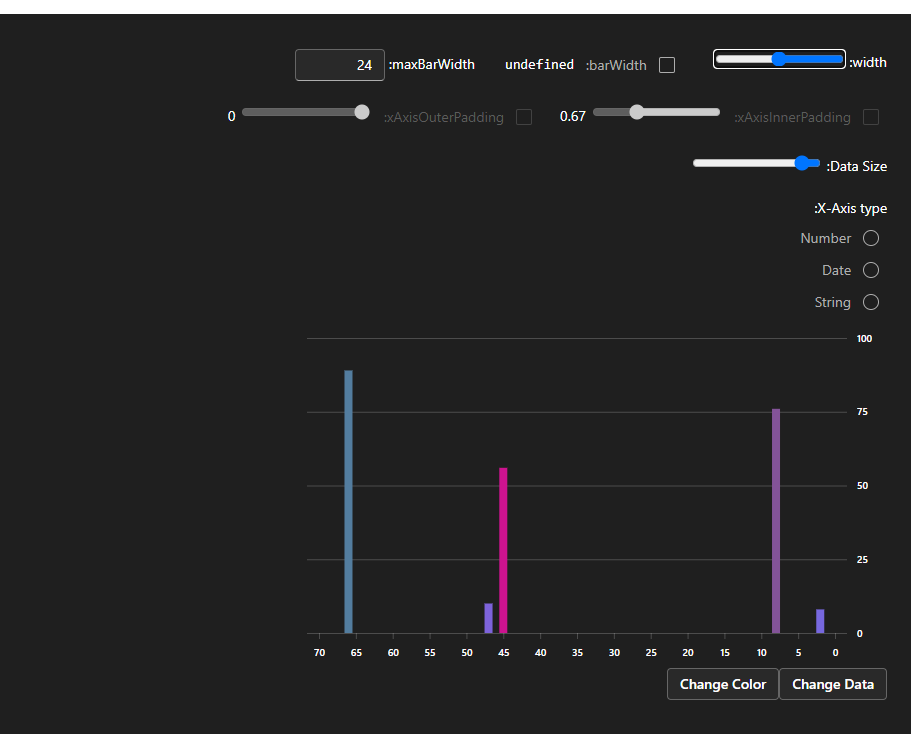 :width
undefined :barWidth
24 :maxBarWidth
:xAxisInnerPadding
0.67
:xAxisOuterPadding
0
:Data Size
:X-Axis type
Number
Date
String
100
75
50
25
0
70 65 60 55 50 45 40 35 30 25 20 15 10 5 0
Change Color Change Data